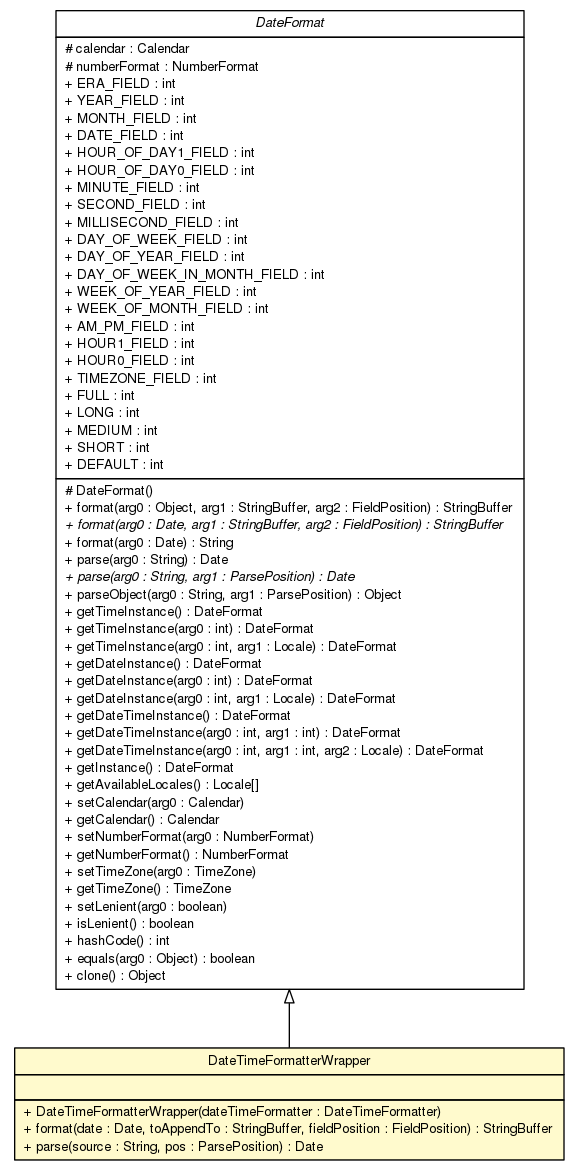 DateFormat
# calendar : Calendar
# numberFormat : NumberFormat
+ ERA_FIELD : int
+ YEAR_FIELD : int
+ MONTH_FIELD : int
+ DATE_FIELD : int
+ HOUR_OF_DAY1_FIELD : int
+ HOUR_OF_DAY0_FIELD : int
+ MINUTE_FIELD : int
+ SECOND_FIELD : int
+ MILLISECOND_FIELD : int
+ DAY_OF_WEEK_FIELD : int
+ DAY_OF_YEAR_FIELD : int
+ DAY_OF_WEEK_IN_MONTH_FIELD : int
+ WEEK_OF_YEAR_FIELD : int
+ WEEK_OF_MONTH_FIELD : int
+ AM_PM_FIELD : int
+ HOUR1_FIELD : int
+ HOUR0_FIELD : int
+ TIMEZONE_FIELD : int
+ FULL : int
+ LONG : int
+ MEDIUM : int
+ SHORT : int
+ DEFAULT : int
# DateFormat()
+ format(arg0 : Object, arg1 : StringBuffer, arg2 : FieldPosition) : StringBuffer
+ format(arg0 : Date, arg1 : StringBuffer, arg2 : FieldPosition) : StringBuffer
+ format(arg0 : Date) : String
+ parse(arg0 : String) : Date
+ parse(arg0 : String, arg1 : ParsePosition) : Date
+ parseObject(arg0 : String, arg1 : ParsePosition) : Object
+ getTimeInstance() : DateFormat
+ getTimeInstance(arg0 : int) : DateFormat
+ getTimeInstance(arg0 : int, arg1 : Locale) : DateFormat
+ getDateInstance() : DateFormat
+ getDateInstance(arg0 : int) : DateFormat
+ getDateInstance(arg0 : int, arg1 : Locale) : DateFormat
+ getDateTimeInstance() : DateFormat
+ getDateTimeInstance(arg0 : int, arg1 : int) : DateFormat
+ getDateTimeInstance(arg0 : int, arg1 : int, arg2 : Locale) : DateFormat
+ getInstance() : DateFormat
+ getAvailableLocales() : Locale[]
+ setCalendar(arg0 : Calendar)
+ getCalendar() : Calendar
+ setNumberFormat(arg0 : NumberFormat)
+ getNumberFormat() : NumberFormat
+ setTimeZone(arg0 : TimeZone)
+ getTimeZone() : TimeZone
+ setLenient(arg0 : boolean)
+ isLenient() : boolean
+ hashCode() : int
+ equals(arg0 : Object) : boolean
+ clone() : Object
DateTimeFormatterWrapper
+ DateTimeFormatterWrapper(dateTimeFormatter : DateTimeFormatter)
+ format(date : Date, toAppendTo : StringBuffer, fieldPosition : FieldPosition) : StringBuffer
+ parse(source : String, pos : ParsePosition) : Date